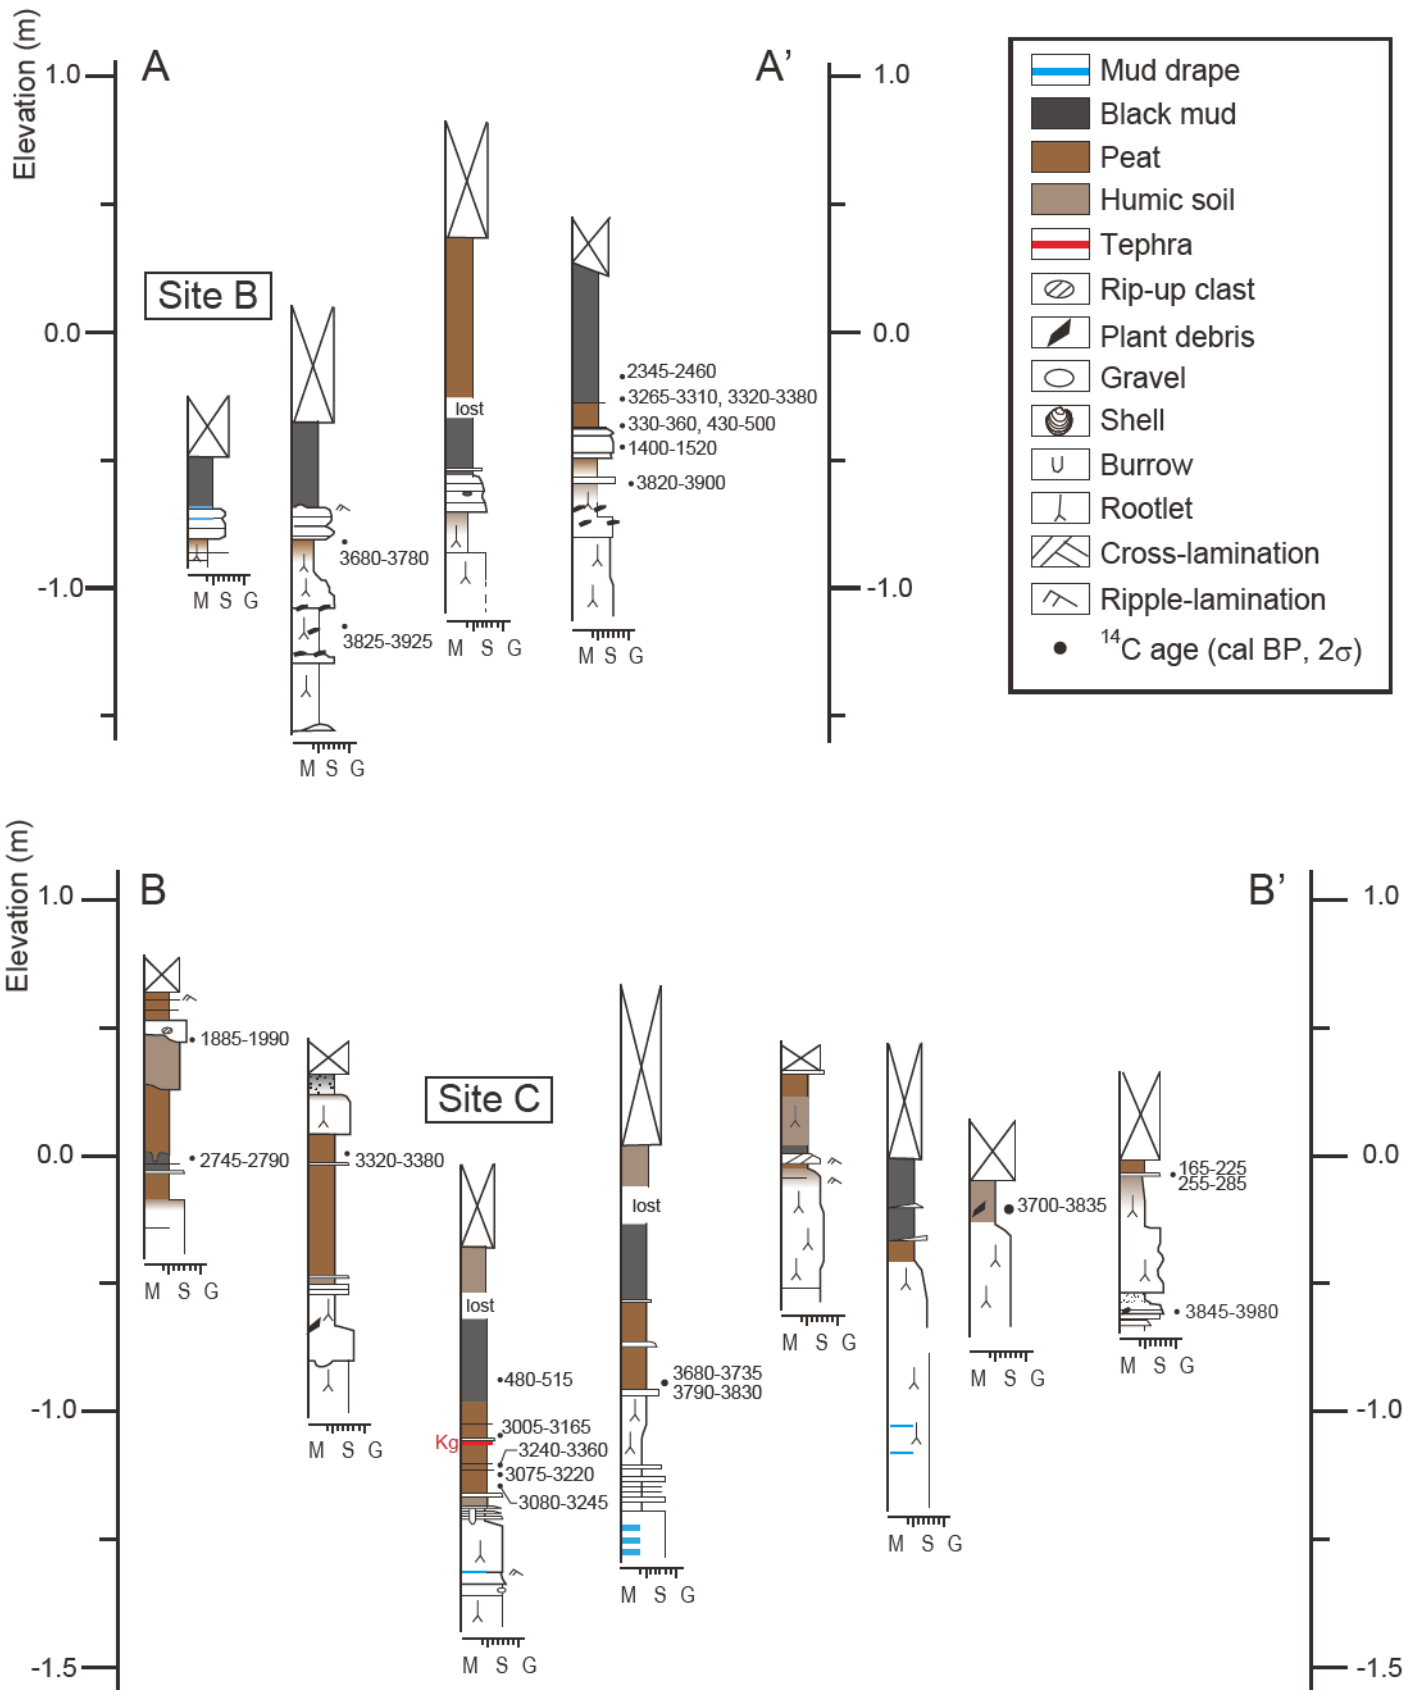 Elevation (m)
1.0
A
A’
1.0
Mud drape
Black mud
Peat
Humic soil
Tephra
Rip-up clast
Plant debris
Gravel
Shell
Burrow
Rootlet
Cross-lamination
Ripple-lamination
14C age (cal BP, 2σ)
Site B
0.0
0.0
2345-2460
3265-3310, 3320-3380
330-360, 430-500
1400-1520
3820-3900
lost
3680-3780
3825-3925
-1.0
-1.0
M S G
M S G
M S G
M S G
Elevation (m)
1.0
B
B’
1.0
1885-1990
2745-2790
3320-3380
Site C
0.0
0.0
165-225
255-285
3700-3835
lost
lost
3845-3980
M S G
M S G
M S G
M S G
3680-3735
3790-3830
480-515
-1.0
-1.0
3005-3165
Kg
3240-3360
3075-3220
3080-3245
M S G
M S G
M S G
M S G
-1.5
-1.5